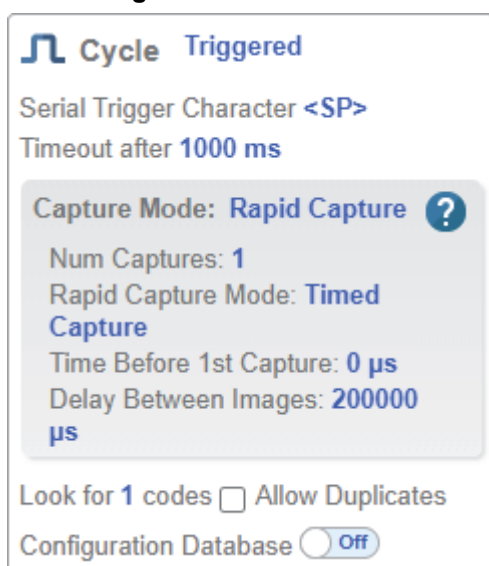 Cycle Triggered
Serial Trigger Character <SP>
Timeout after 1000 ms
Capture Mode: Rapid Capture ?
Num Captures: 1
Rapid Capture Mode: Timed
Capture
Time Before 1st Capture: 0 µs
Delay Between Images: 200000
µs
Look for 1 codes Allow Duplicates
Configuration Database Off